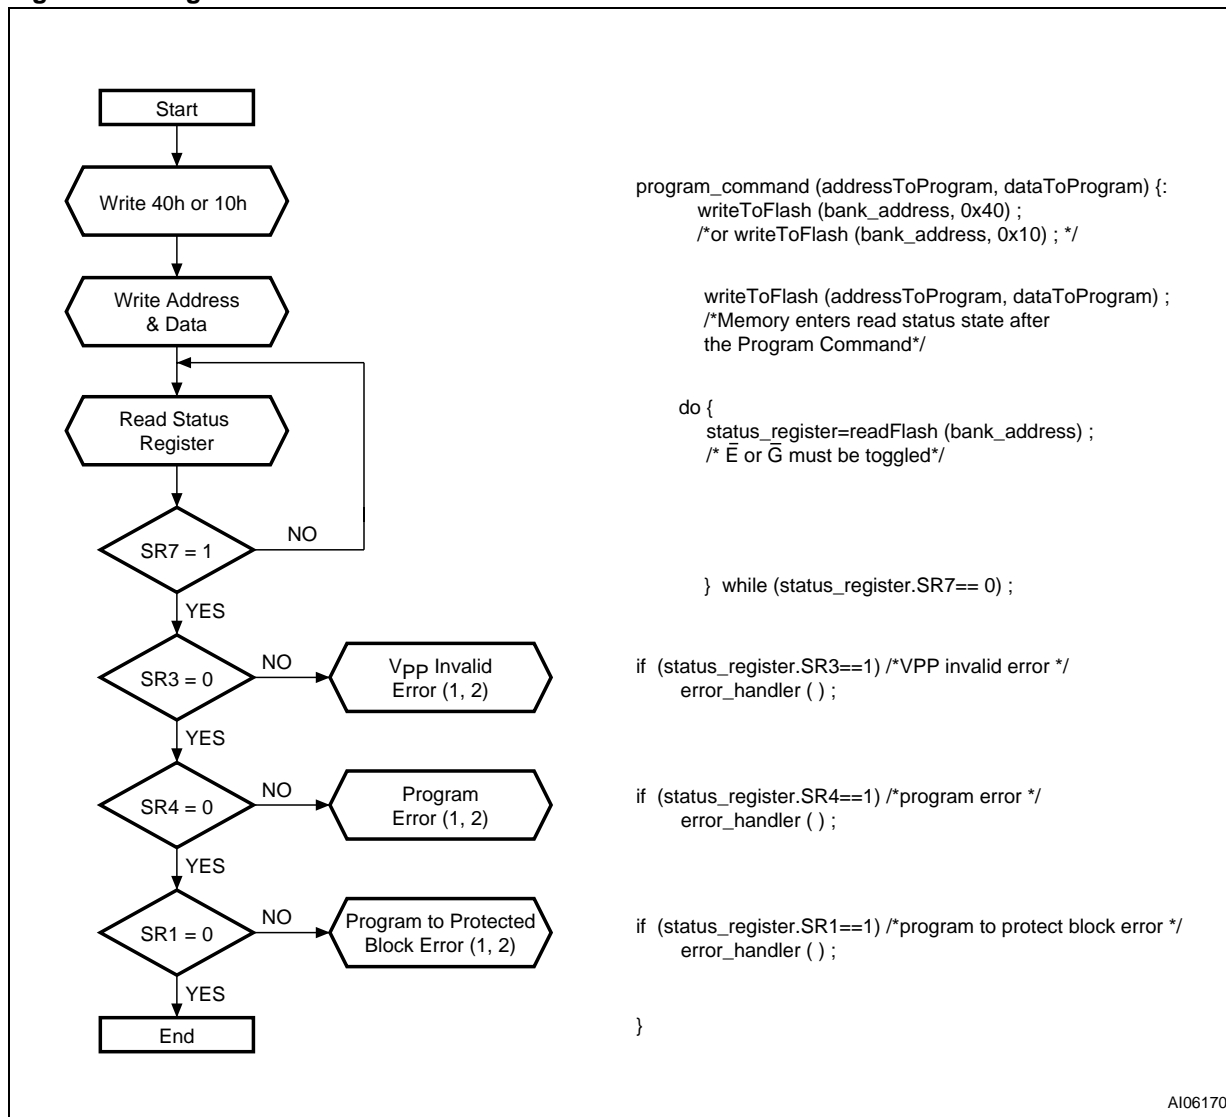 Start
Write 40h or 10h
Write Address
& Data
Read Status
Register
SR7 = 1
NO
YES
SR3 = 0
NO
VPP Invalid
Error (1, 2)
YES
SR4 = 0
NO
Program
Error (1, 2)
YES
SR1 = 0
NO
Program to Protected
Block Error (1, 2)
YES
End
program_command (addressToProgram, dataToProgram) {:
writeToFlash (bank_address, 0x40) ;
/*or writeToFlash (bank_address, 0x10) ; */
writeToFlash (addressToProgram, dataToProgram) ;
/*Memory enters read status state after
the Program Command*/
do {
status_register=readFlash (bank_address) ;
/* E̅ or G̅ must be toggled*/
} while (status_register.SR7== 0) ;
if (status_register.SR3==1) /*VPP invalid error */
error_handler ( ) ;
if (status_register.SR4==1) /*program error */
error_handler ( ) ;
if (status_register.SR1==1) /*program to protect block error */
error_handler ( ) ;
}
AI06170